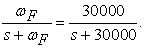 ω_F / (s + ω_F) = 30000 / (s + 30000).